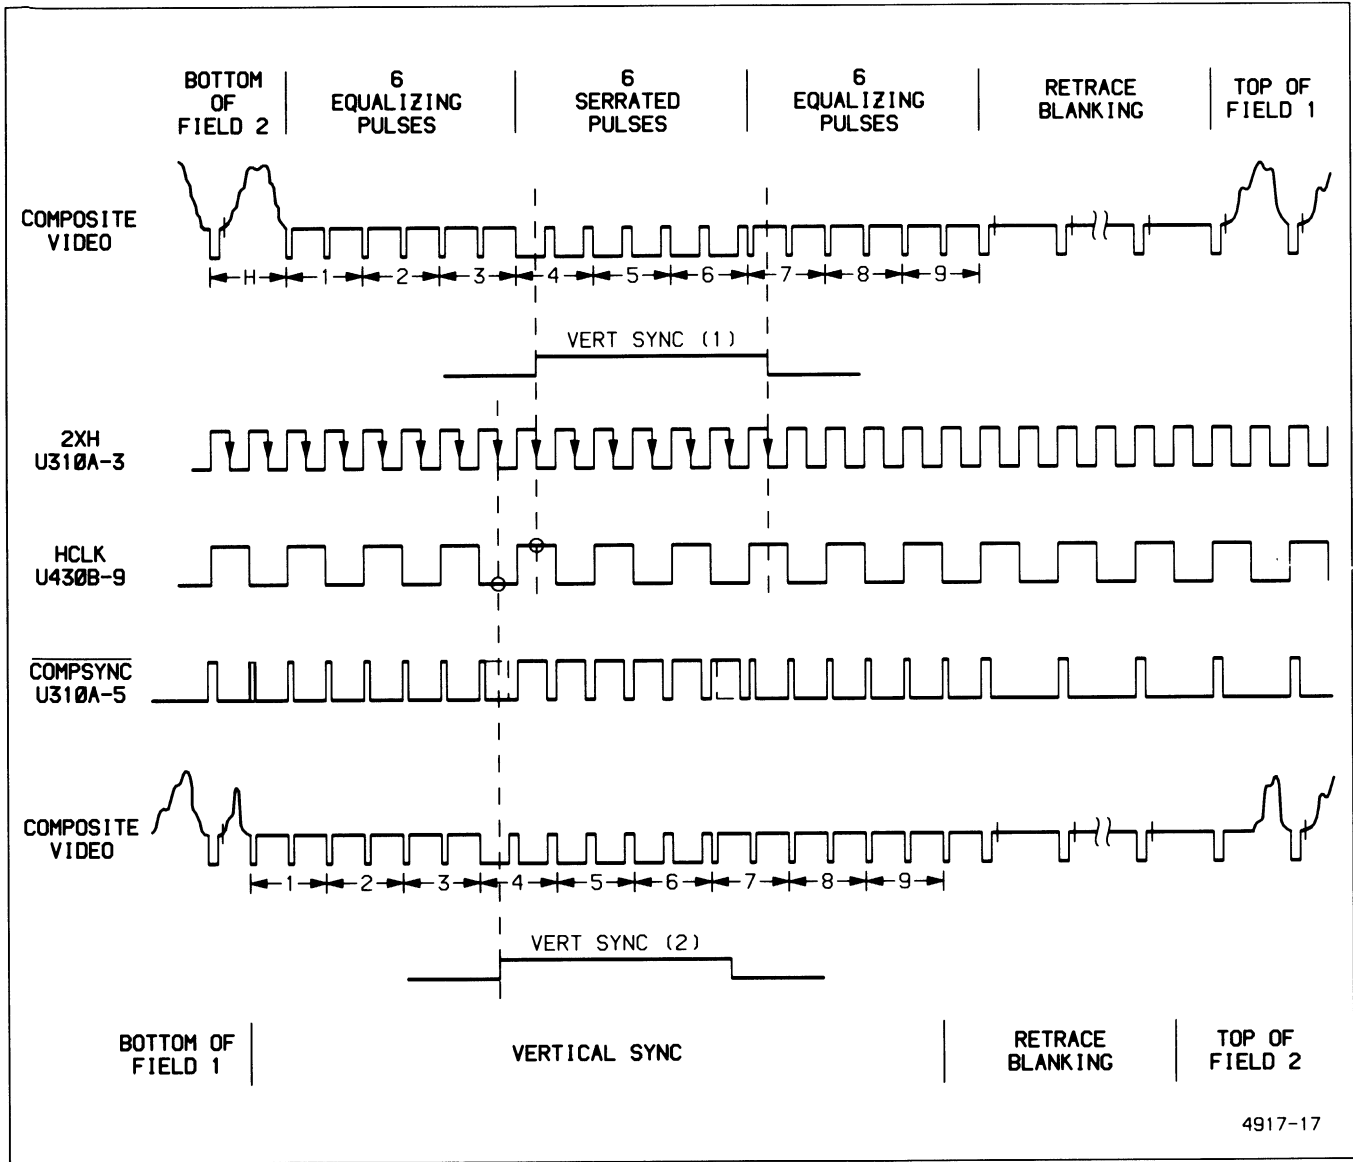 BOTTOM
OF
FIELD 2
6
EQUALIZING
PULSES
6
SERRATED
PULSES
6
EQUALIZING
PULSES
RETRACE
BLANKING
TOP OF
FIELD 1
COMPOSITE
VIDEO
H 1 2 3 4 5 6 7 8 9
VERT SYNC (1)
2XH
U310A-3
HCLK
U430B-9
COMPSYNC
U310A-5
COMPOSITE
VIDEO
1 2 3 4 5 6 7 8 9
VERT SYNC (2)
BOTTOM OF
FIELD 1
VERTICAL SYNC
RETRACE
BLANKING
TOP OF
FIELD 2
4917-17